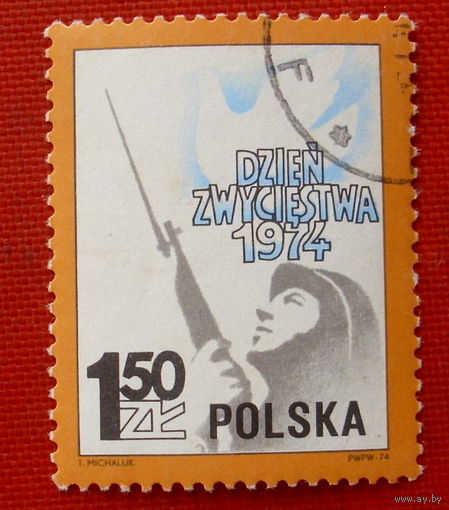 DZIEŃ
ZWYCIĘSTWA
1974
1.50
ZŁ
POLSKA
T. MICHALUK
PWPW-74
www.ay.by